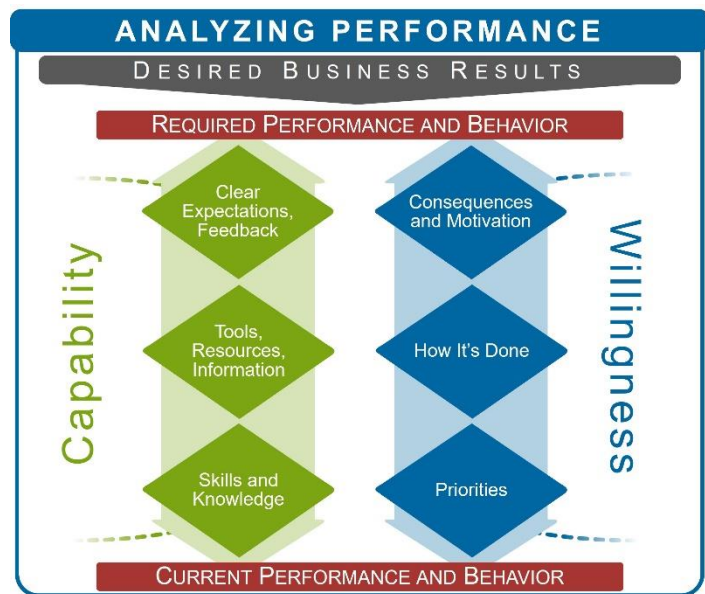 ANALYZING PERFORMANCE
DESIRED BUSINESS RESULTS
REQUIRED PERFORMANCE AND BEHAVIOR
Capability
Clear
Expectations,
Feedback
Tools,
Resources,
Information
Skills and
Knowledge
Consequences
and Motivation
How It's Done
Priorities
Willingness
CURRENT PERFORMANCE AND BEHAVIOR